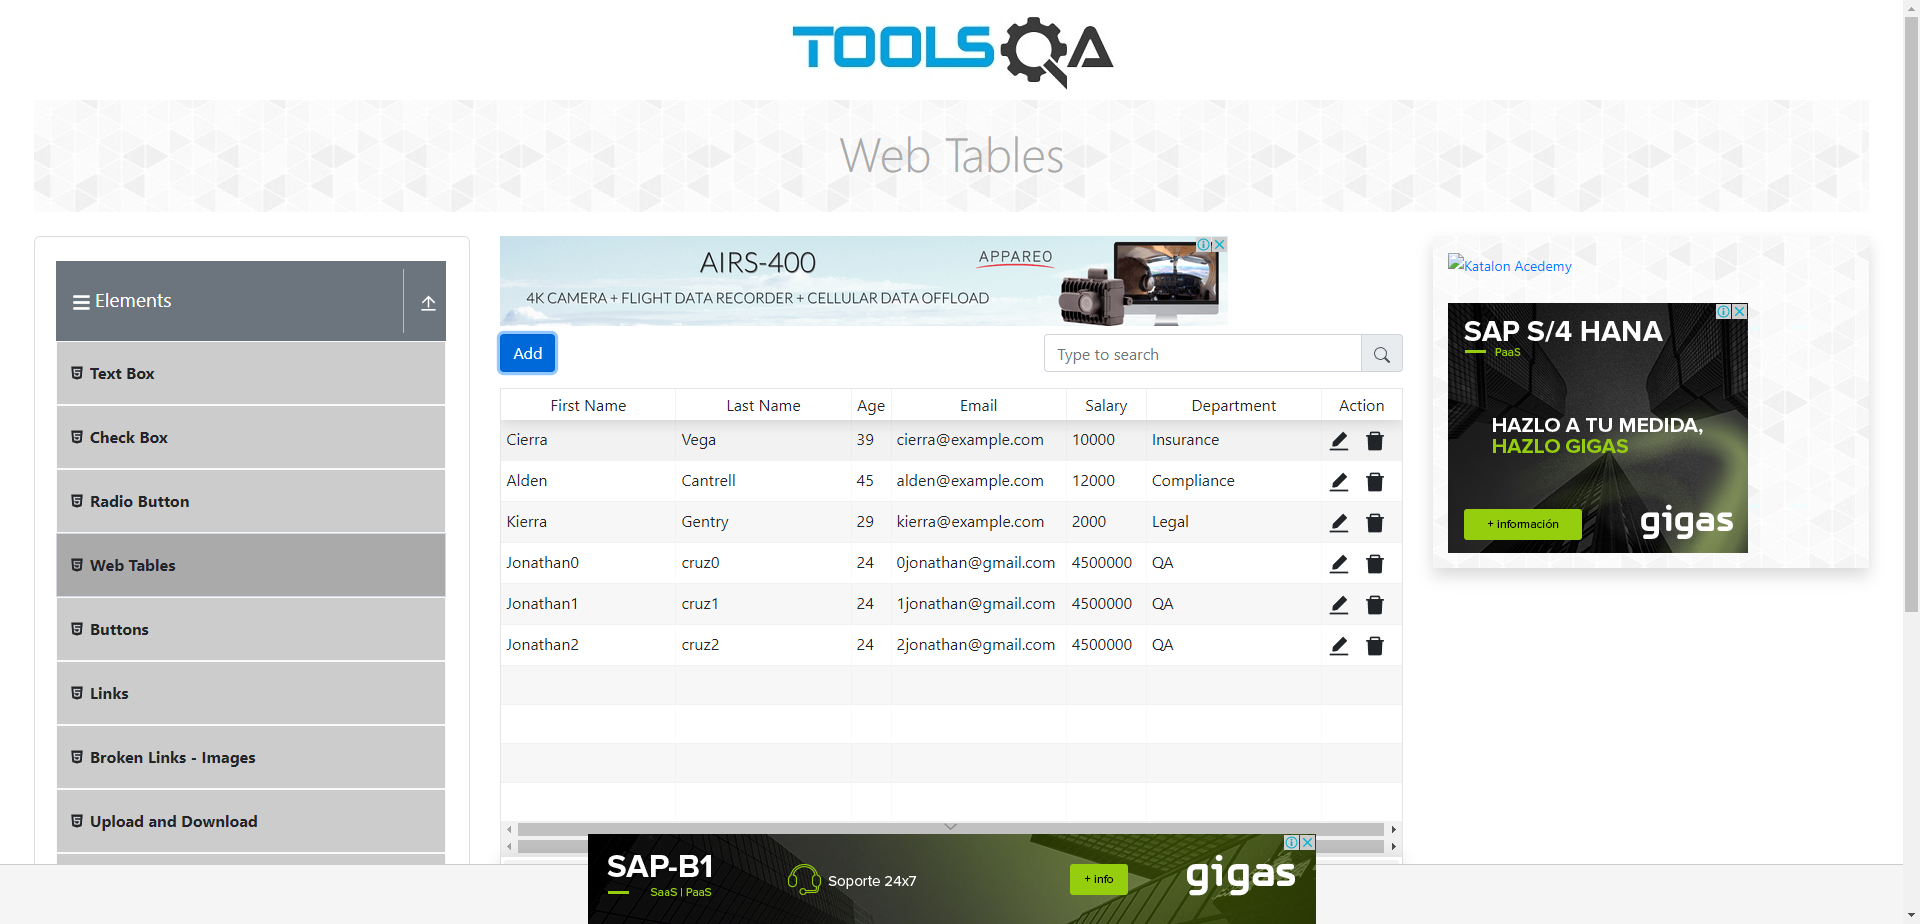 TOOLSQA
Web Tables
Elements
Text Box
Check Box
Radio Button
Web Tables
Buttons
Links
Broken Links - Images
Upload and Download
AIRS-400
APPAREO
4K CAMERA + FLIGHT DATA RECORDER + CELLULAR DATA OFFLOAD
Add
Type to search
First Name Last Name Age Email Salary Department Action
Cierra Vega 39 cierra@example.com 10000 Insurance
Alden Cantrell 45 alden@example.com 12000 Compliance
Kierra Gentry 29 kierra@example.com 2000 Legal
Jonathan0 cruz0 24 0jonathan@gmail.com 4500000 QA
Jonathan1 cruz1 24 1jonathan@gmail.com 4500000 QA
Jonathan2 cruz2 24 2jonathan@gmail.com 4500000 QA
Katalon Acedemy
SAP S/4 HANA
PaaS
HAZLO A TU MEDIDA,
HAZLO GIGAS
+ información
gigas
SAP-B1
SaaS | PaaS
Soporte 24x7
+ info
gigas